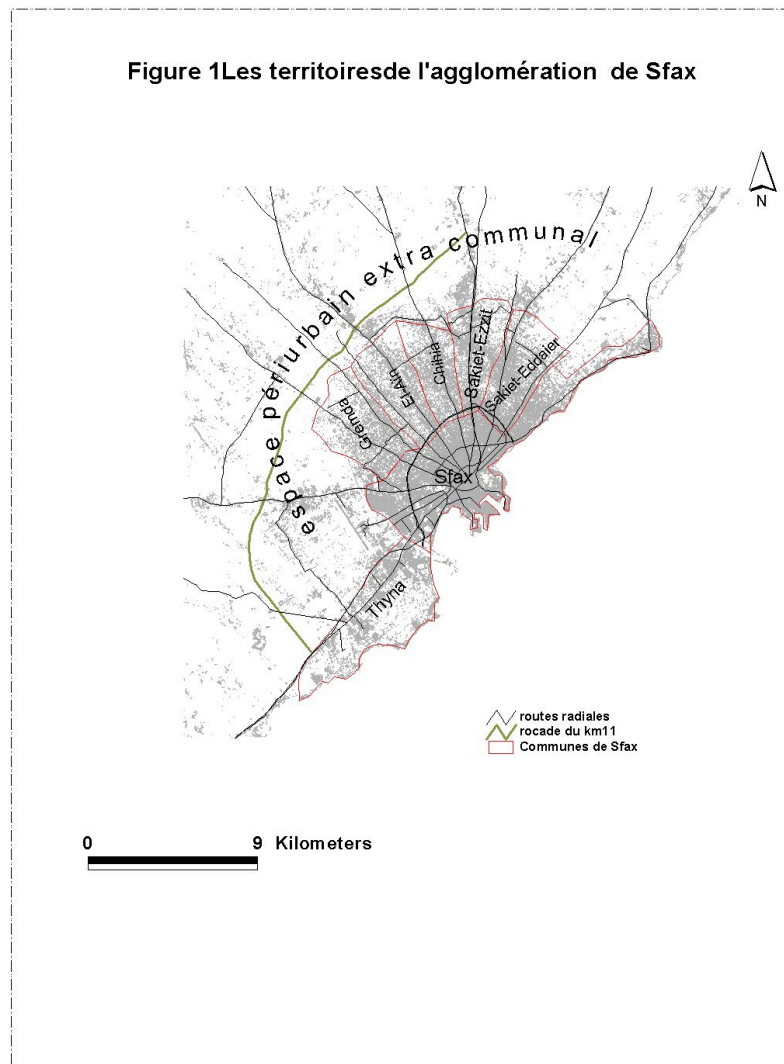 Figure 1Les territoiresde l'agglomération de Sfax
N
espace périurbain extra communal
Gremda
El-Ain
Chihia
Sakiet-Ezzit
Sakiet-Eddaier
Sfax
Thyna
routes radiales
rocade du km11
Communes de Sfax
0 9 Kilometers